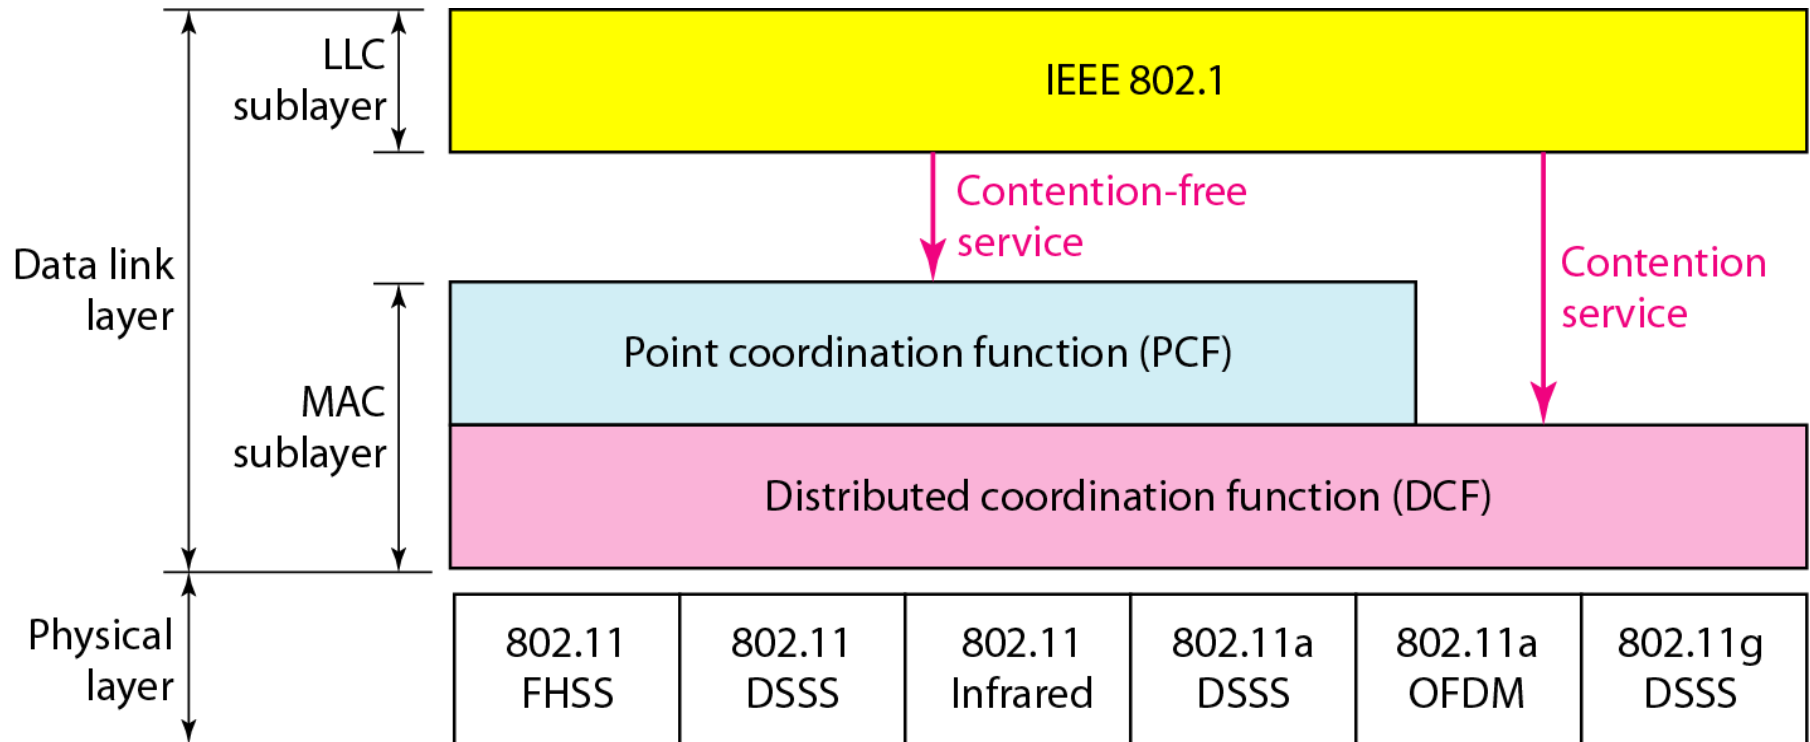 LLC
sublayer
IEEE 802.1
Contention-free
service
Contention
service
Data link
layer
Point coordination function (PCF)
MAC
sublayer
Distributed coordination function (DCF)
Physical
layer
802.11
FHSS
802.11
DSSS
802.11
Infrared
802.11a
DSSS
802.11a
OFDM
802.11g
DSSS